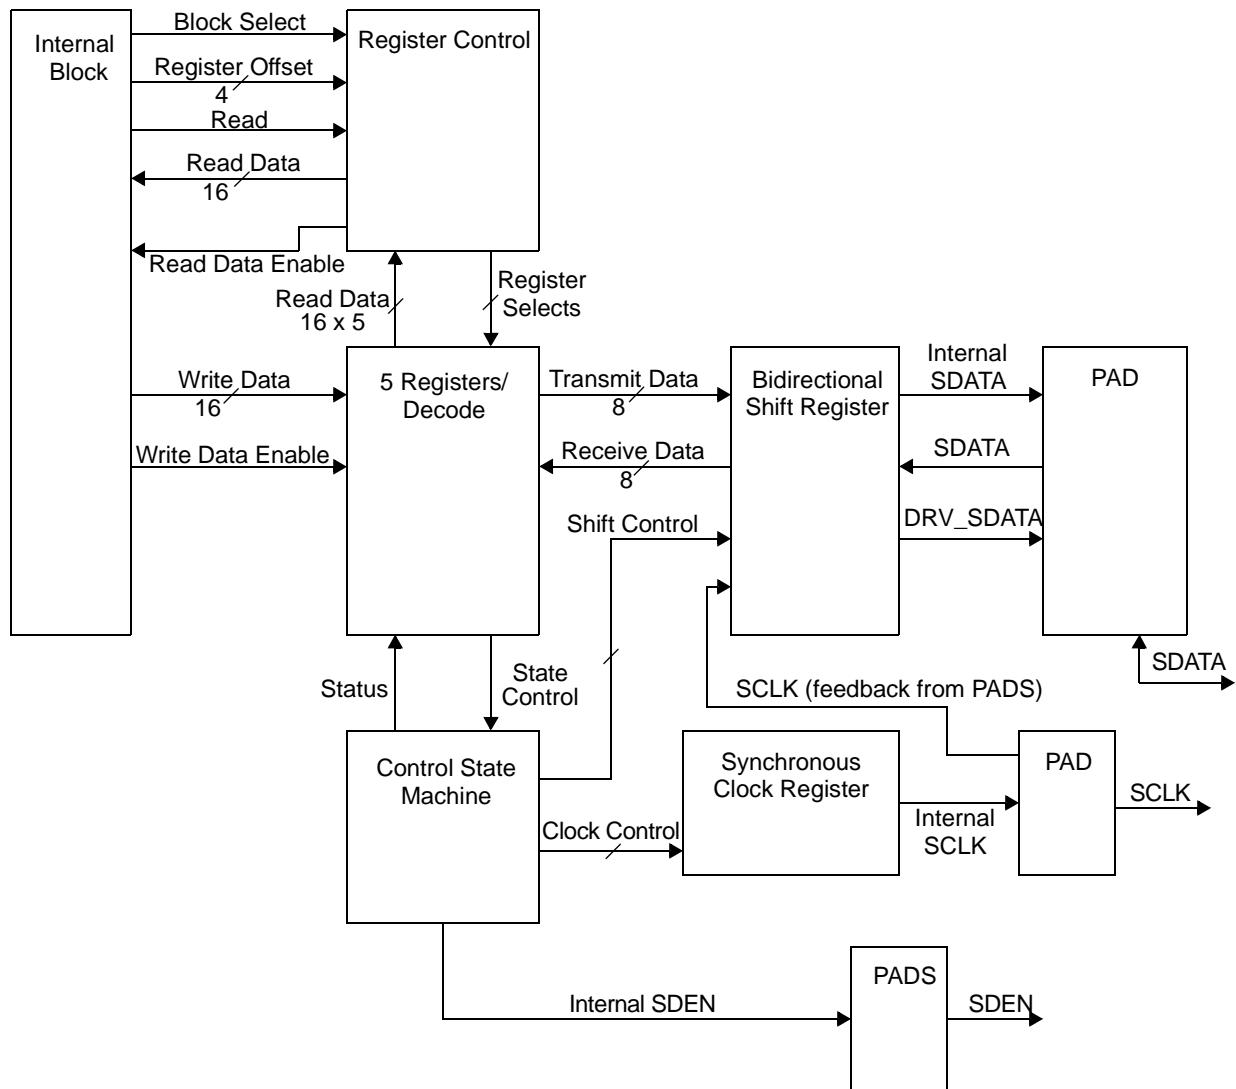 Internal
Block
Block Select
Register Control
Register Offset
4
Read
Read Data
16
Read Data Enable
Read Data
16 x 5
Register
Selects
Write Data
16
Write Data Enable
5 Registers/
Decode
Transmit Data
8
Receive Data
8
Shift Control
Bidirectional
Shift Register
Internal
SDATA
SDATA
DRV_SDATA
PAD
SDATA
Status
State
Control
SCLK (feedback from PADS)
Control State
Machine
Clock Control
Synchronous
Clock Register
Internal
SCLK
PAD
SCLK
Internal SDEN
PADS
SDEN